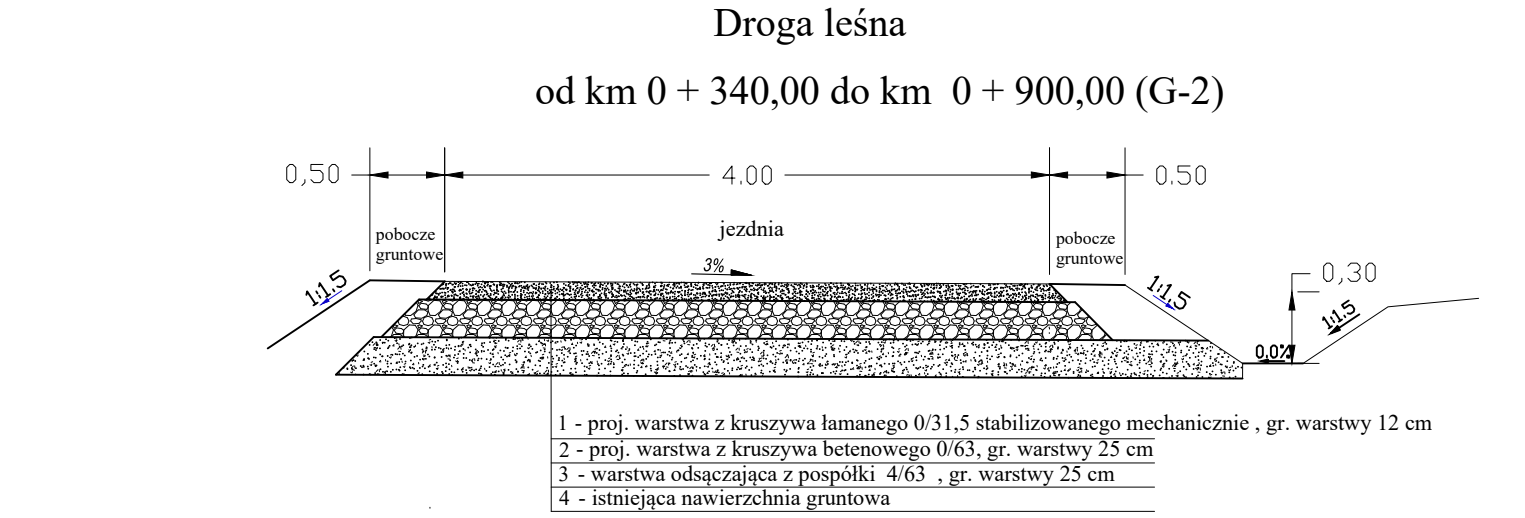 Droga leśna
od km 0 + 340,00 do km 0 + 900,00 (G-2)
0,50
4.00
0.50
jezdnia
pobocze
gruntowe
pobocze
gruntowe
3%
1:1.5
1:1.5
0,30
1:1.5
0,0%
1 - proj. warstwa z kruszywa łamanego 0/31,5 stabilizowanego mechanicznie , gr. warstwy 12 cm
2 - proj. warstwa z kruszywa betenowego 0/63, gr. warstwy 25 cm
3 - warstwa odsączająca z pospółki 4/63 , gr. warstwy 25 cm
4 - istniejąca nawierzchnia gruntowa